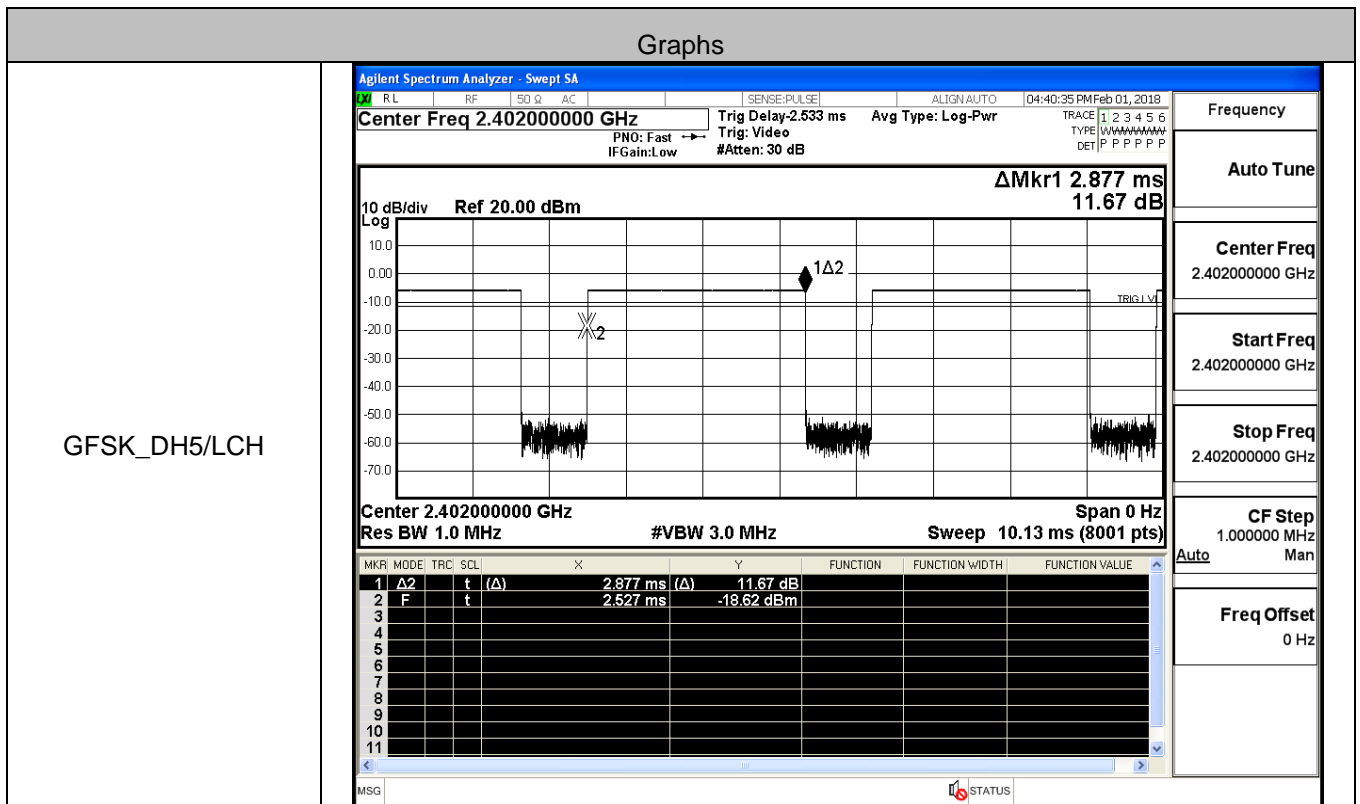 Graphs
GFSK_DH5/LCH
Agilent Spectrum Analyzer - Swept SA
LXI RL RF 50 Ω AC SENSE:PULSE ALIGN AUTO 04:40:35 PM Feb 01, 2018
Center Freq 2.402000000 GHz
PNO: Fast
IFGain:Low
Trig Delay-2.533 ms
Trig: Video
#Atten: 30 dB
Avg Type: Log-Pwr
TRACE 1 2 3 4 5 6
TYPE WWWWWW
DET P P P P P P
ΔMkr1 2.877 ms
11.67 dB
10 dB/div Ref 20.00 dBm
Log
10.0
0.00
-10.0
-20.0
-30.0
-40.0
-50.0
-60.0
-70.0
1Δ2
2
TRIG LVL
Center 2.402000000 GHz Span 0 Hz
Res BW 1.0 MHz #VBW 3.0 MHz Sweep 10.13 ms (8001 pts)
MKR MODE TRC SCL X Y FUNCTION FUNCTION WIDTH FUNCTION VALUE
1 Δ2 t (Δ) 2.877 ms (Δ) 11.67 dB
2 F t 2.527 ms -18.62 dBm
3
4
5
6
7
8
9
10
11
MSG STATUS
Frequency
Auto Tune
Center Freq
2.402000000 GHz
Start Freq
2.402000000 GHz
Stop Freq
2.402000000 GHz
CF Step
1.000000 MHz
Auto Man
Freq Offset
0 Hz